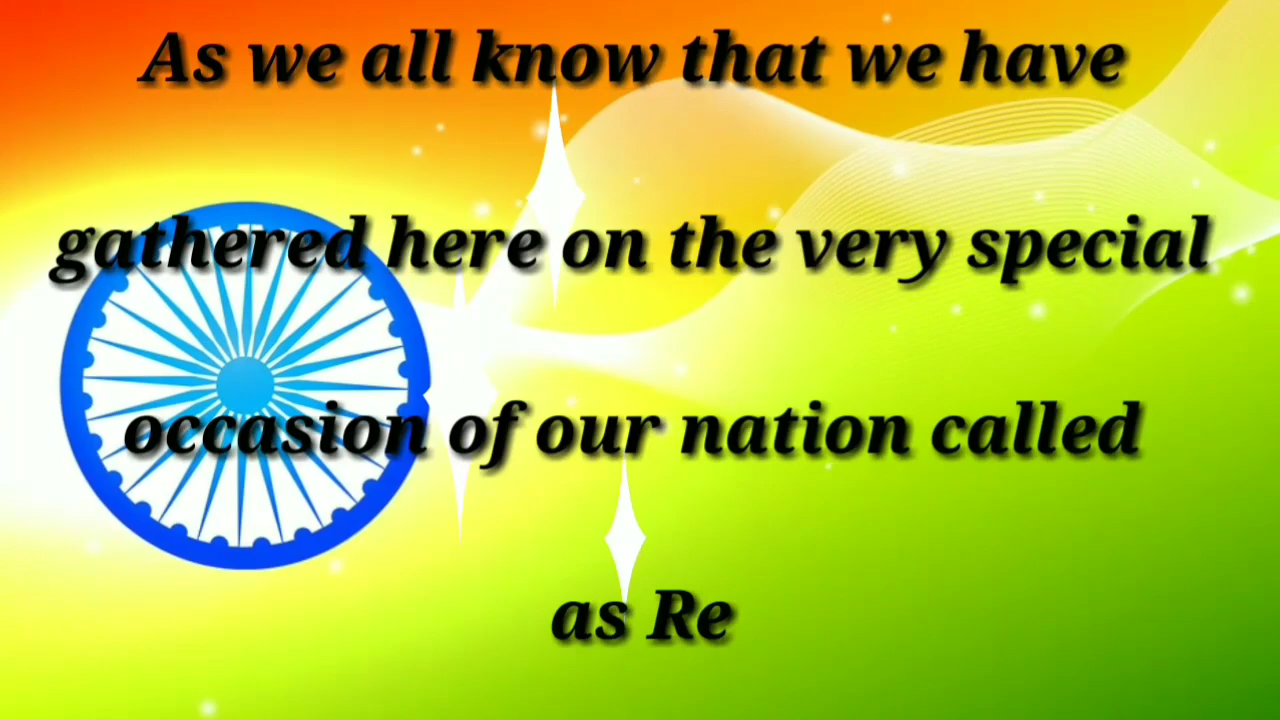 As we all know that we have
gathered here on the very special
occasion of our nation called
as Re